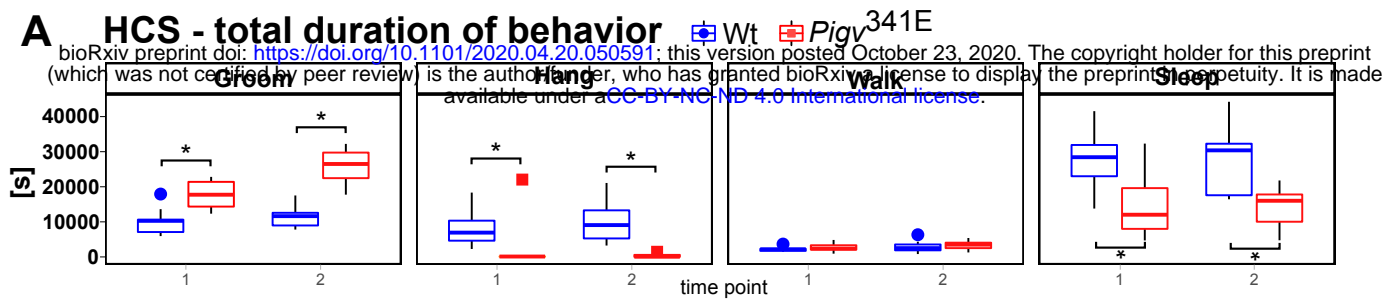 A HCS - total duration of behavior Wt Pigv341E
bioRxiv preprint doi: https://doi.org/10.1101/2020.04.20.050591; this version posted October 23, 2020. The copyright holder for this preprint
(which was not certified by peer review) is the author/funder, who has granted bioRxiv a license to display the preprint in perpetuity. It is made
available under aCC-BY-NC-ND 4.0 International license.
Groom Hang Walk Sleep
[s]
40000
30000
20000
10000
0
* * * * * *
1 2 1 2 1 2 1 2
time point